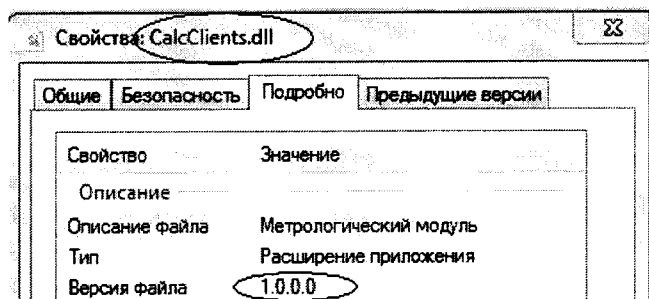 Свойства: CalcClients.dll
Общие Безопасность Подробно Предыдущие версии
Свойство Значение
Описание
Описание файла Метрологический модуль
Тип Расширение приложения
Версия файла 1.0.0.0